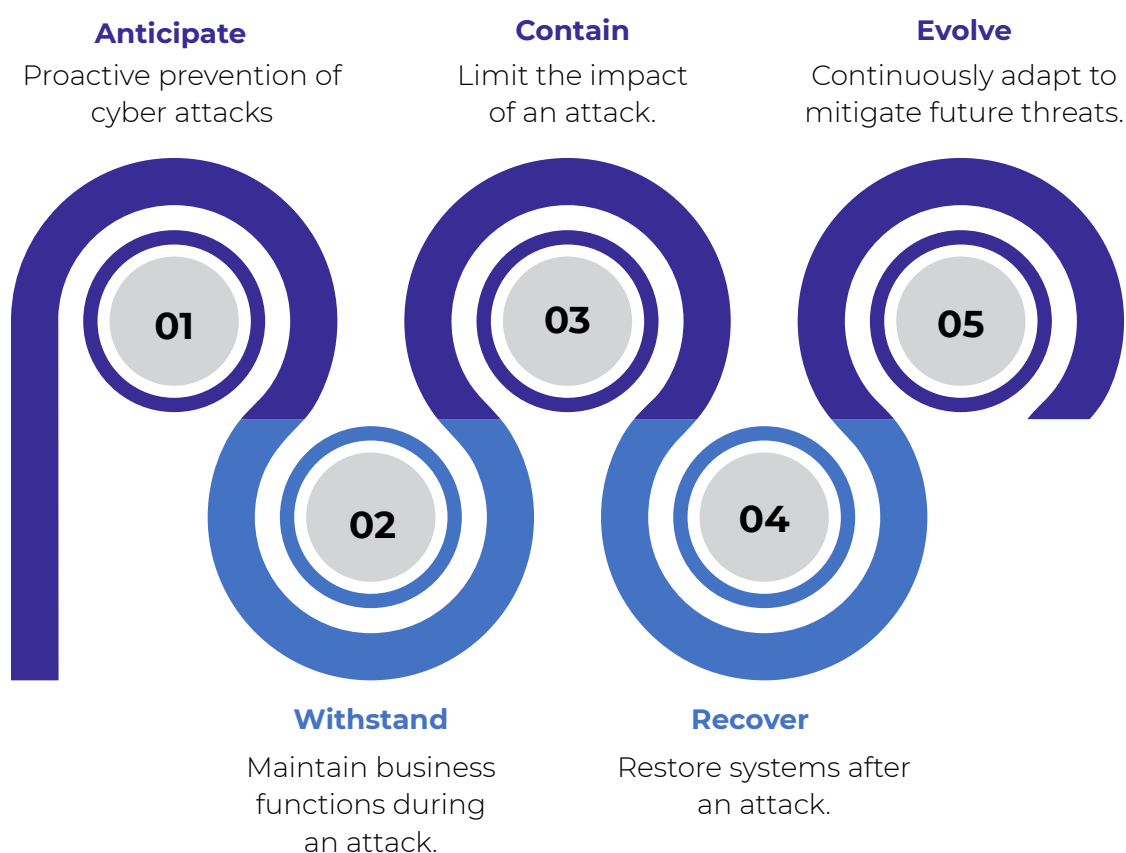 Anticipate
Proactive prevention of
cyber attacks
01
Withstand
Maintain business
functions during
an attack.
02
Contain
Limit the impact
of an attack.
03
Recover
Restore systems after
an attack.
04
Evolve
Continuously adapt to
mitigate future threats.
05